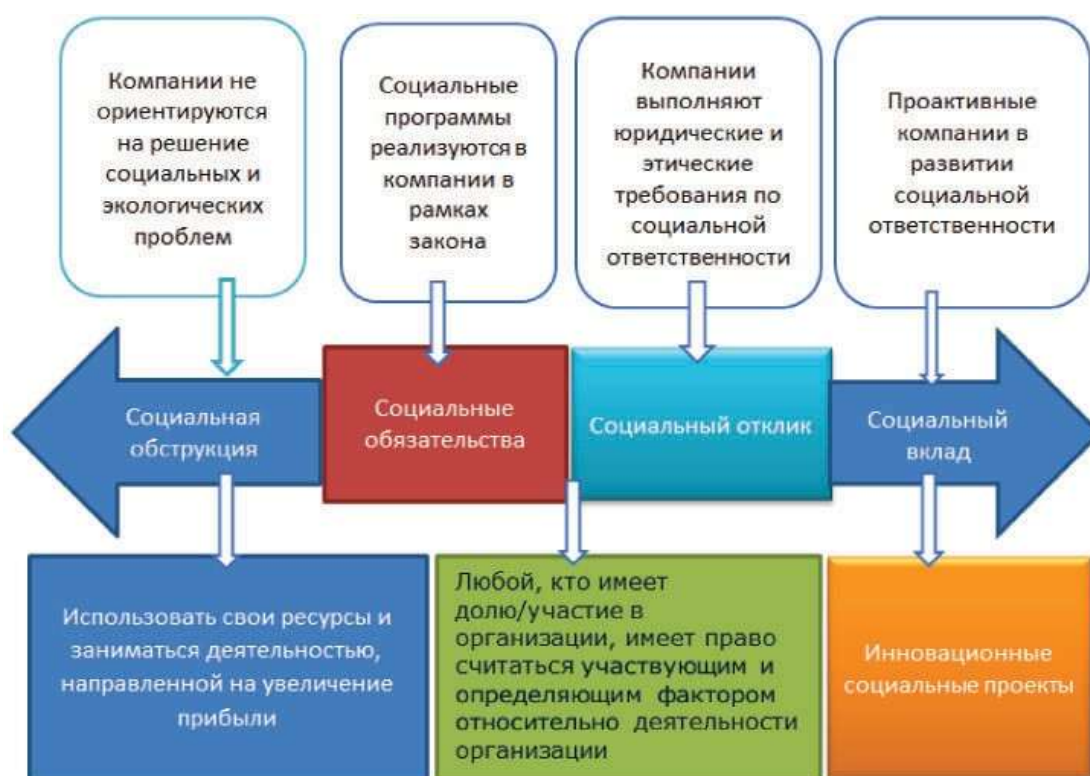 Компании не
ориентируются
на решение
социальных и
экологических
проблем
Социальные
программы
реализуются в
компании в
рамках
закона
Компании
выполняют
юридические и
этические
требования по
социальной
ответственности
Проактивные
компании в
развитии
социальной
ответственности
Социальная
обструкция
Социальные
обязательства
Социальный отклик
Социальный
вклад
Использовать свои ресурсы и
заниматься деятельностью,
направленной на увеличение
прибыли
Любой, кто имеет
долю/участие в
организации, имеет право
считаться участвующим и
определяющим фактором
относительно деятельности
организации
Инновационные
социальные проекты